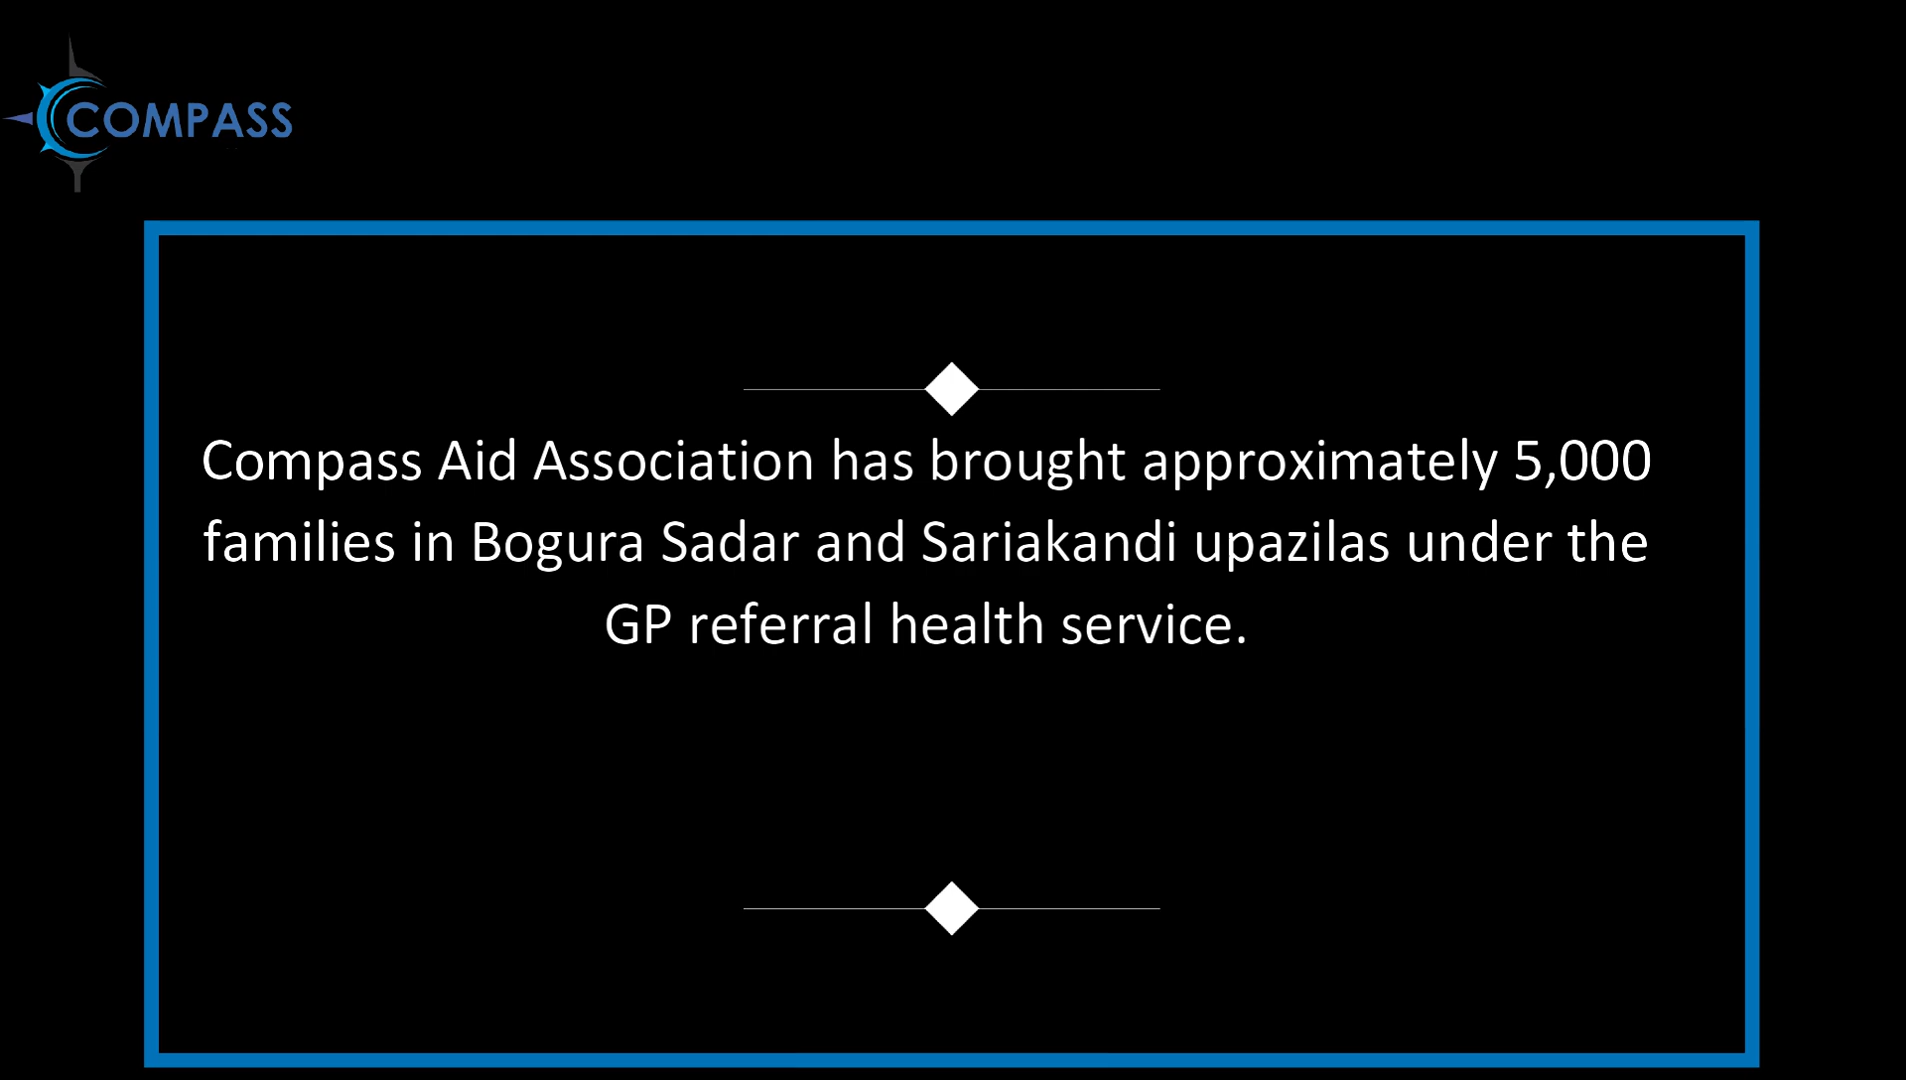 COMPASS
Compass Aid Association has brought approximately 5,000
families in Bogura Sadar and Sariakandi upazilas under the
GP referral health service.